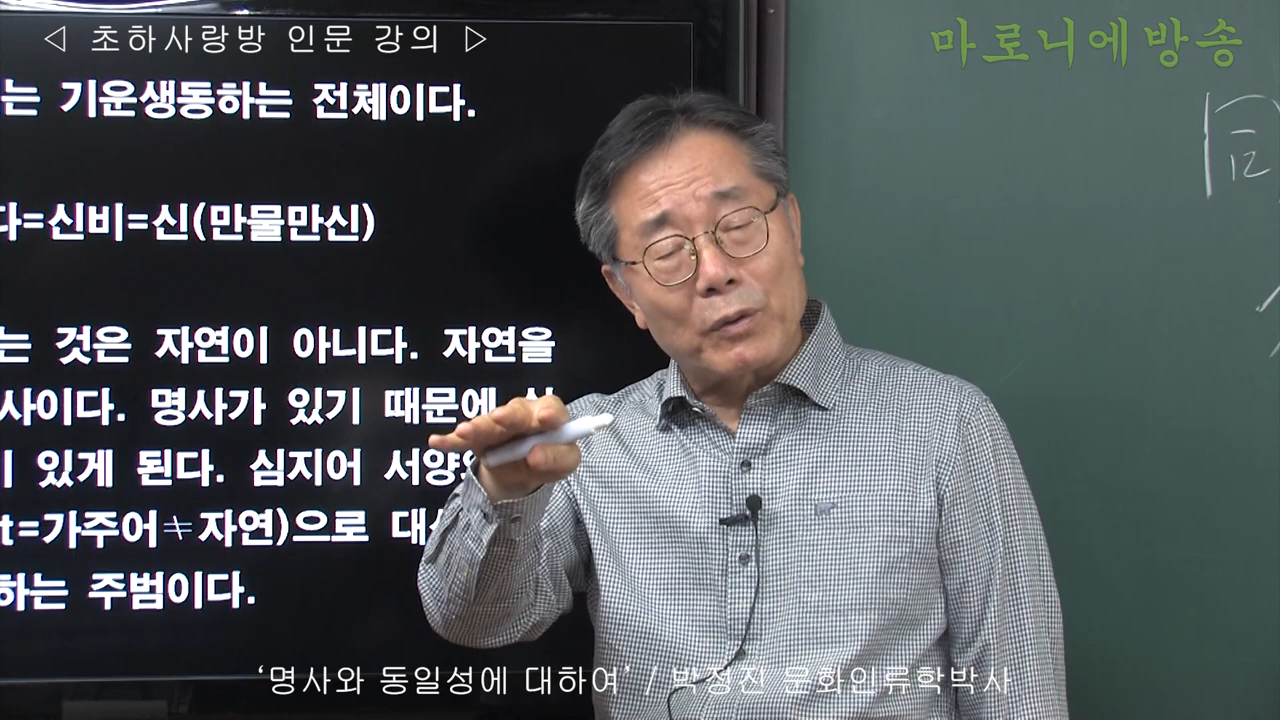 ◁ 초하사랑방 인문 강의 ▷
마로니에방송
는 기운생동하는 전체이다.
다=신비=신(만물만신)
는 것은 자연이 아니다. 자연을
사이다. 명사가 있기 때문에
있게 된다. 심지어 서양
t=가주어≠자연)으로
하는 주범이다.
同
'명사와 동일성에 대하여' / 박정진 문화인류학박사